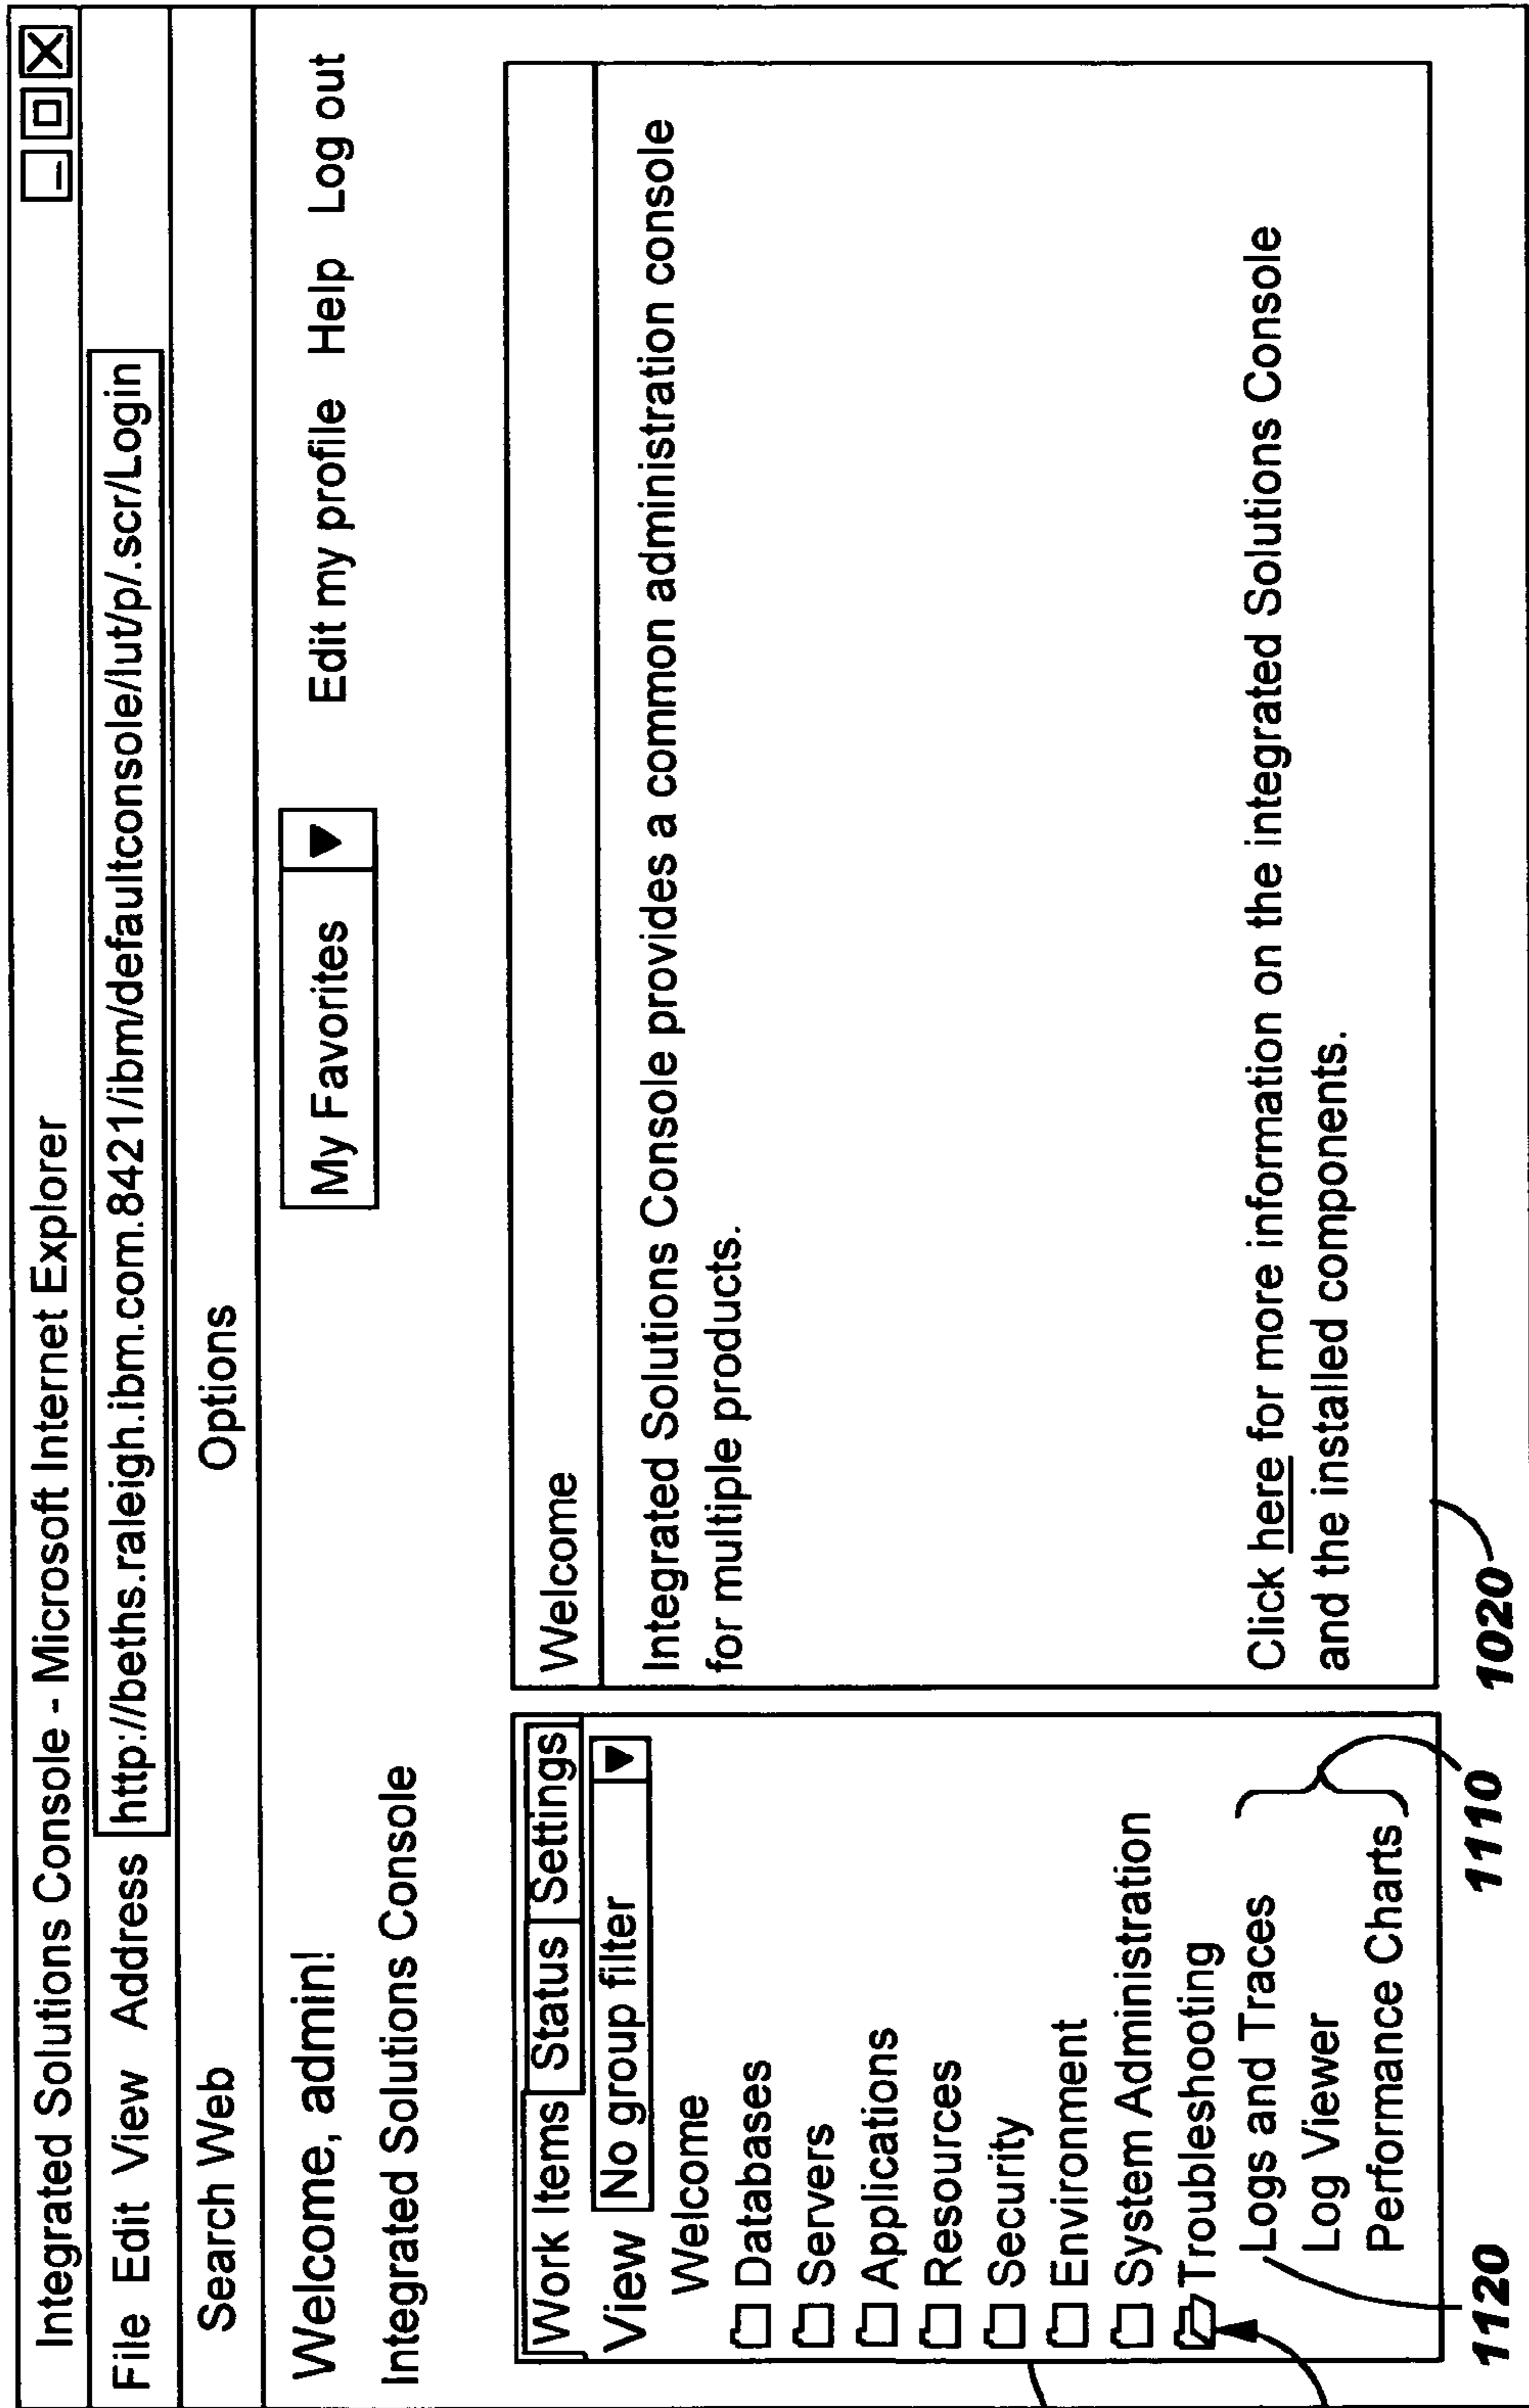 Integrated Solutions Console - Microsoft Internet Explorer
File Edit View Address http://beths.raleigh.ibm.com.8421/ibm/defaultconsole/lut/p/.scr/Login
Search Web Options
Welcome, admin! My Favorites Edit my profile Help Log out
Integrated Solutions Console
Work Items Status Settings
View No group filter
Welcome
Databases
Servers
Applications
Resources
Security
Environment
System Administration
Troubleshooting
Logs and Traces
Log Viewer
Performance Charts
Welcome
Integrated Solutions Console provides a common administration console
for multiple products.
Click here for more information on the integrated Solutions Console
and the installed components.
1120
1110
1020